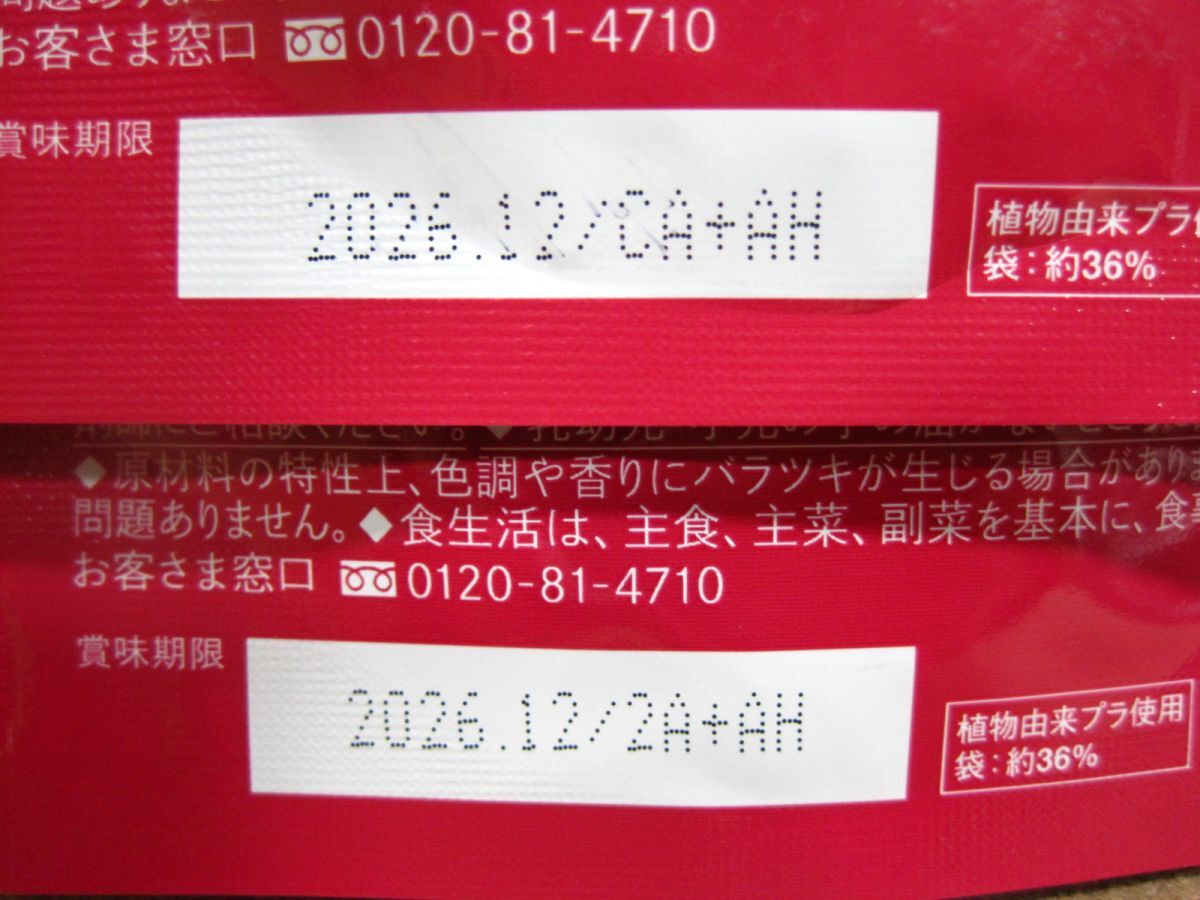 お客さま窓口 0120-81-4710
賞味期限
2026.12/CA+AH
植物由来プラ
袋：約36%
◆原材料の特性上、色調や香りにバラツキが生じる場合があり
問題ありません。◆食生活は、主食、主菜、副菜を基本に、食
お客さま窓口 0120-81-4710
賞味期限
2026.12/2A+AH
植物由来プラ使用
袋：約36%